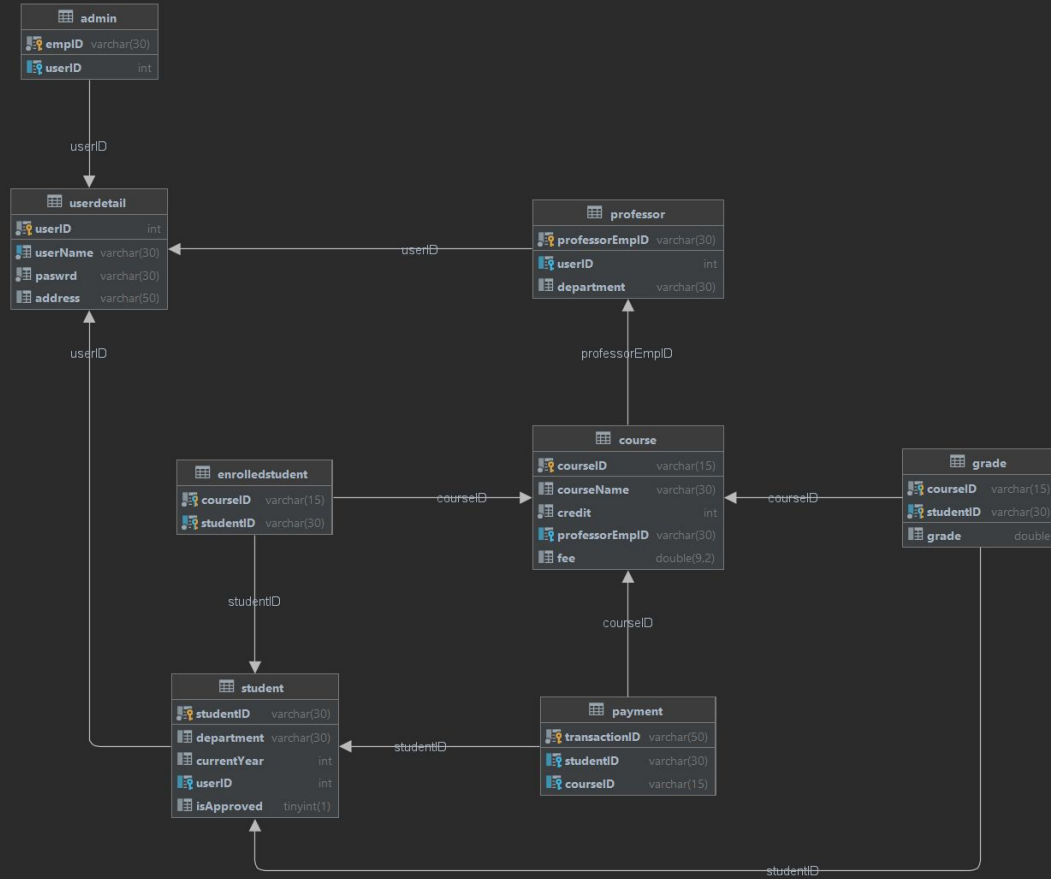 admin
empID varchar(30)
userID int
userID
userdetail
userID int
userName varchar(30)
paswrd varchar(30)
address varchar(50)
userID
professor
professorEmpID varchar(30)
userID int
department varchar(30)
userID
professorEmpID
course
courseID varchar(15)
courseName varchar(30)
credit int
professorEmpID varchar(30)
fee double(9,2)
enrolledstudent
courseID varchar(15)
studentID varchar(30)
courseID
courseID
grade
courseID varchar(15)
studentID varchar(30)
grade double
studentID
courseID
student
studentID varchar(30)
department varchar(30)
currentYear int
userID int
isApproved tinyint(1)
studentID
payment
transactionID varchar(50)
studentID varchar(30)
courseID varchar(15)
studentID